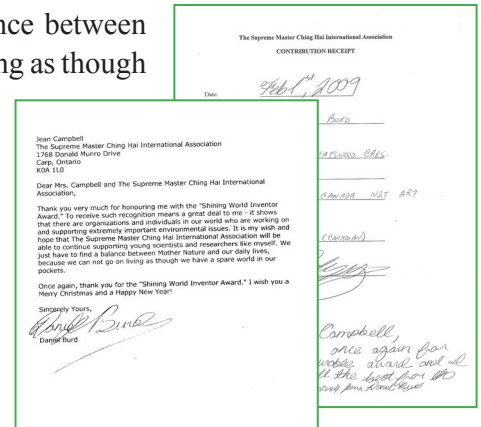 nce between
ng as though
The Supreme Master Ching Hai International Association
CONTRIBUTION RECEIPT
Date:
Feb 1st, 2009
BURD
CRES.
CANADA N2T 2R7
(CANADIAN)
Campbell,
once again for
award and
the best for
from Daniel Burd
Jean Campbell
The Supreme Master Ching Hai International Association
1768 Donald Munro Drive
Carp, Ontario
K0A 1L0
Dear Mrs. Campbell and The Supreme Master Ching Hai International
Association,
Thank you very much for honouring me with the "Shining World Inventor
Award." To receive such recognition means a great deal to me - it shows
that there are organizations and individuals in our world who are working on
and supporting extremely important environmental issues. It is my wish and
hope that The Supreme Master Ching Hai International Association will be
able to continue supporting young scientists and researchers like myself. We
just have to find a balance between Mother Nature and our daily lives,
because we can not go on living as though we have a spare world in our
pockets.
Once again, thank you for the "Shining World Inventor Award." I wish you a
Merry Christmas and a Happy New Year!
Sincerely Yours,
Daniel Burd
Daniel Burd